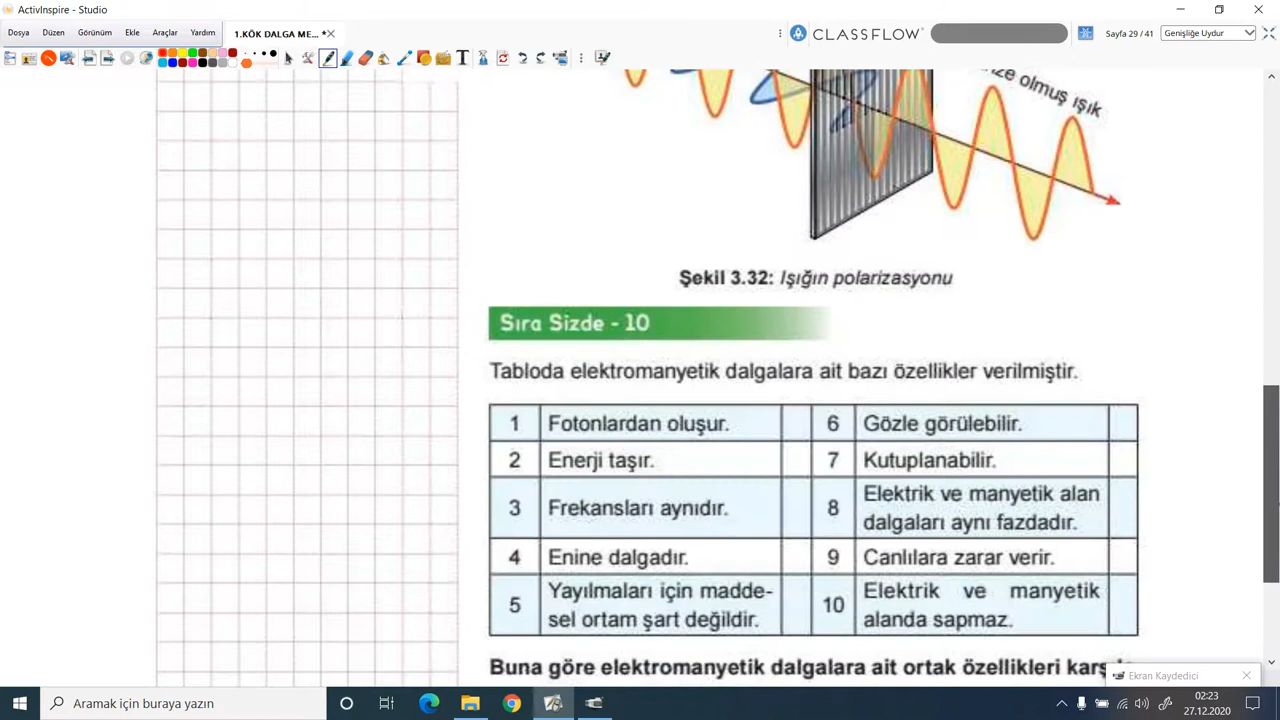 ActivInspire - Studio
Dosya Düzen Görünüm Ekle Araçlar Yardım
1.KÖK DALGA ME...
CLASSFLOW
Sayfa 29 / 41
Genişliğe Uydur
olmuş ışık
Şekil 3.32: Işığın polarizasyonu
Sıra Sizde - 10
Tabloda elektromanyetik dalgalara ait bazı özellikler verilmiştir.
1 Fotonlardan oluşur.
6 Gözle görülebilir.
2 Enerji taşır.
7 Kutuplanabilir.
3 Frekansları aynıdır.
8 Elektrik ve manyetik alan
dalgaları aynı fazdadır.
4 Enine dalgadır.
9 Canlılara zarar verir.
5 Yayılmaları için madde-
sel ortam şart değildir.
10 Elektrik ve manyetik
alanda sapmaz.
Buna göre elektromanyetik dalgalara ait ortak özellikleri
Ekran Kaydedici
Aramak için buraya yazın
02:23
27.12.2020